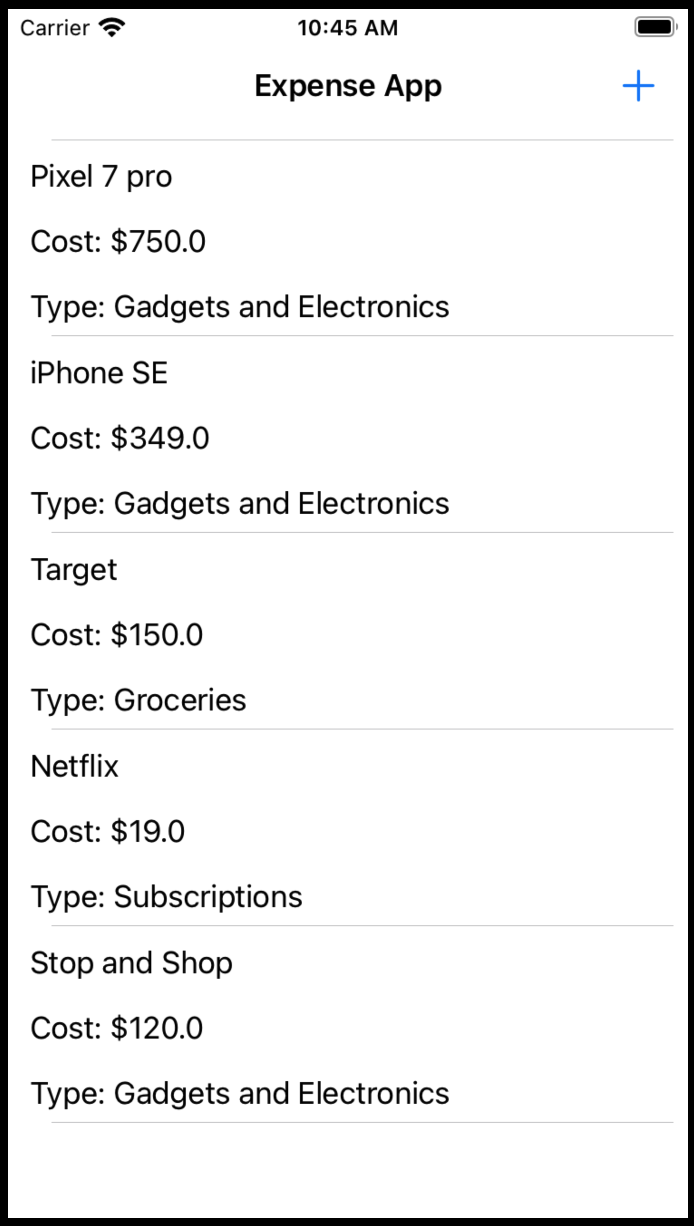 Carrier 10:45 AM
Expense App
Pixel 7 pro
Cost: $750.0
Type: Gadgets and Electronics
iPhone SE
Cost: $349.0
Type: Gadgets and Electronics
Target
Cost: $150.0
Type: Groceries
Netflix
Cost: $19.0
Type: Subscriptions
Stop and Shop
Cost: $120.0
Type: Gadgets and Electronics